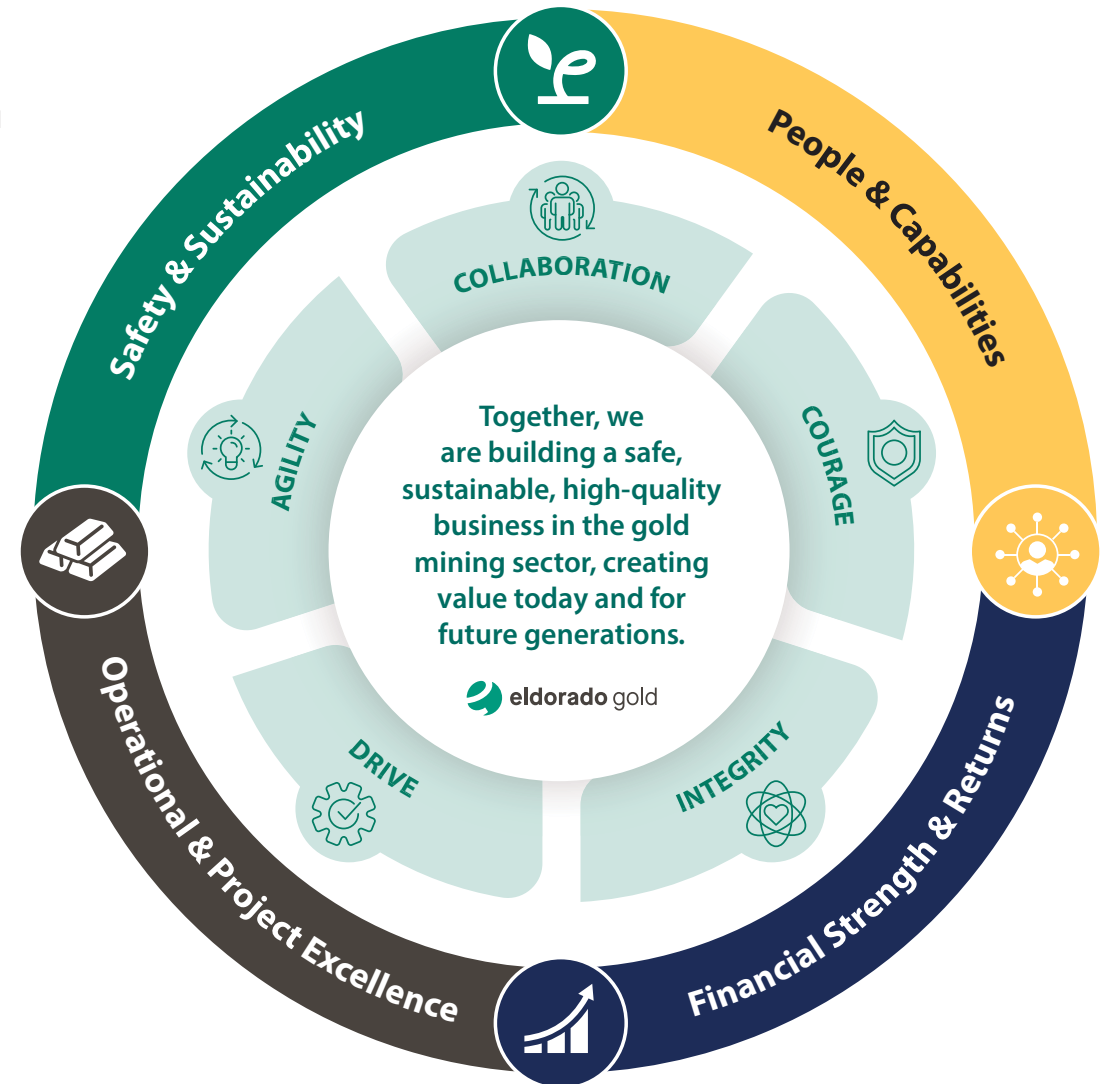 Safety & Sustainability
People & Capabilities
COLLABORATION
AGILITY
COURAGE
Together, we
are building a safe,
sustainable, high-quality
business in the gold
mining sector, creating
value today and for
future generations.
eldorado gold
DRIVE
INTEGRITY
Operational & Project Excellence
Financial Strength & Returns